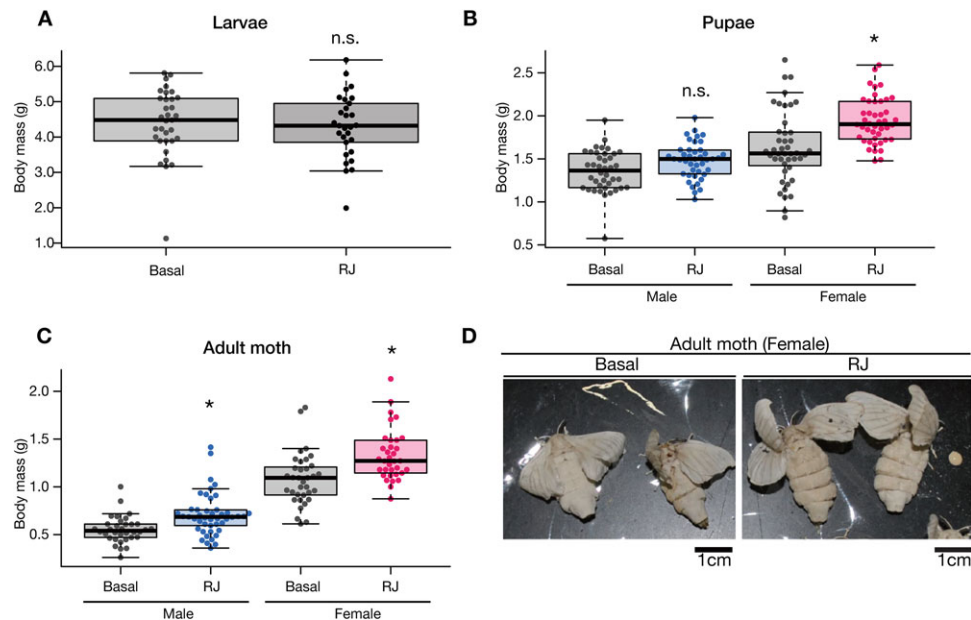 A
Larvae
n.s.
Body mass (g)
6.0
5.0
4.0
3.0
2.0
1.0
Basal
RJ
B
Pupae
*
n.s.
Body mass (g)
2.5
2.0
1.5
1.0
0.5
Basal
RJ
Basal
RJ
Male
Female
C
Adult moth
*
*
Body mass (g)
2.0
1.5
1.0
0.5
Basal
RJ
Basal
RJ
Male
Female
D
Adult moth (Female)
Basal
RJ
1cm
1cm